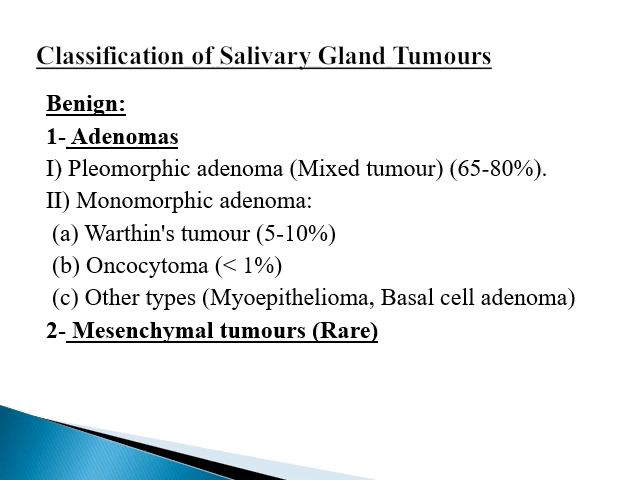 Classification of Salivary Gland Tumours
Benign:
1- Adenomas
I) Pleomorphic adenoma (Mixed tumour) (65-80%).
II) Monomorphic adenoma:
(a) Warthin's tumour (5-10%)
(b) Oncocytoma (< 1%)
(c) Other types (Myoepithelioma, Basal cell adenoma)
2- Mesenchymal tumours (Rare)